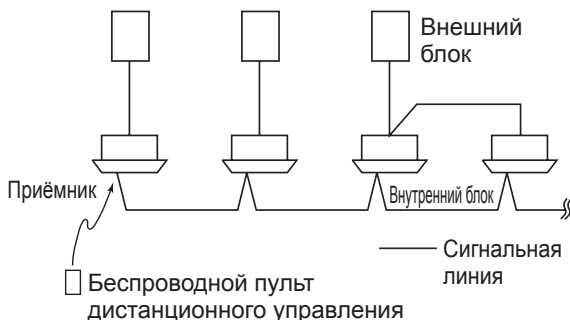 Внешний
блок
Приёмник
Внутренний блок
Сигнальная
линия
Беспроводной пульт
дистанционного управления